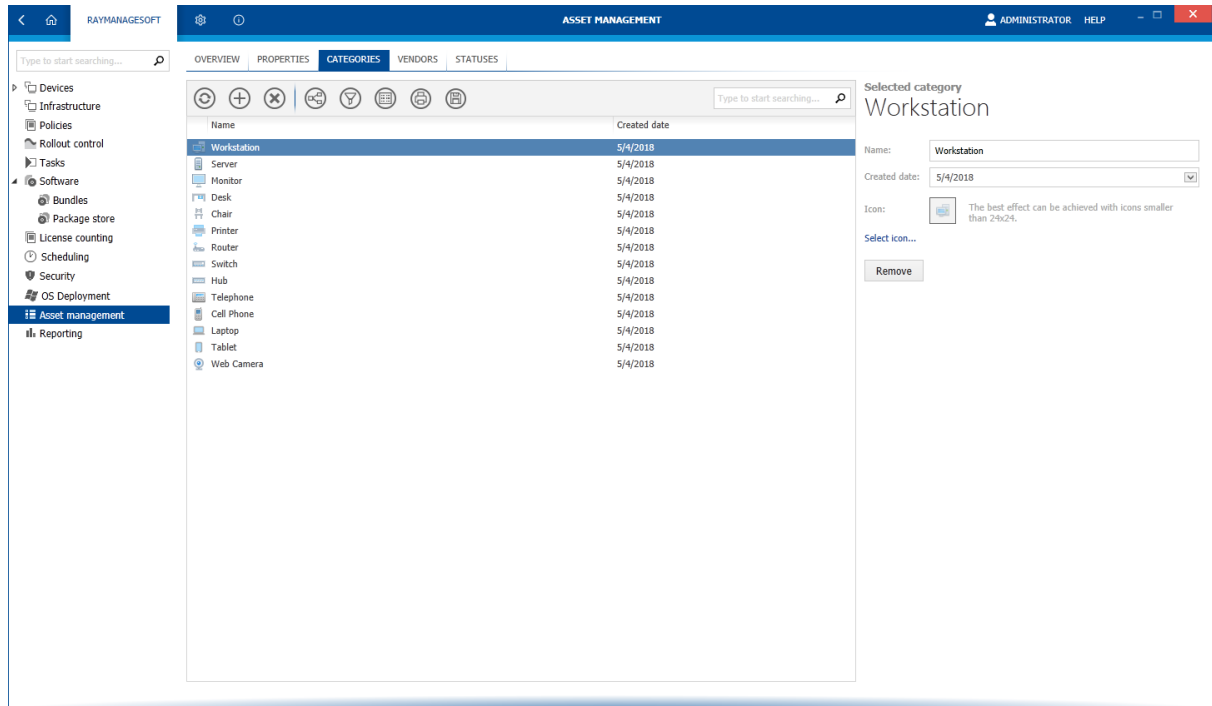 RAYMANAGESOFT
ASSET MANAGEMENT
ADMINISTRATOR HELP
Type to start searching...
Devices
Infrastructure
Policies
Rollout control
Tasks
Software
Bundles
Package store
License counting
Scheduling
Security
OS Deployment
Asset management
Reporting
OVERVIEW PROPERTIES CATEGORIES VENDORS STATUSES
Type to start searching...
Name Created date
Workstation 5/4/2018
Server 5/4/2018
Monitor 5/4/2018
Desk 5/4/2018
Chair 5/4/2018
Printer 5/4/2018
Router 5/4/2018
Switch 5/4/2018
Hub 5/4/2018
Telephone 5/4/2018
Cell Phone 5/4/2018
Laptop 5/4/2018
Tablet 5/4/2018
Web Camera 5/4/2018
Selected category
Workstation
Name: Workstation
Created date: 5/4/2018
Icon: The best effect can be achieved with icons smaller
than 24x24.
Select icon...
Remove